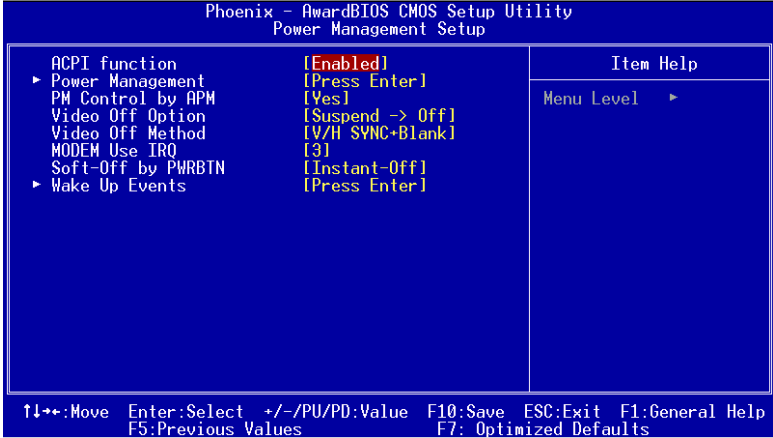 Phoenix - AwardBIOS CMOS Setup Utility
Power Management Setup
ACPI function [Enabled]
► Power Management [Press Enter]
PM Control by APM [Yes]
Video Off Option [Suspend -> Off]
Video Off Method [V/H SYNC+Blank]
MODEM Use IRQ [3]
Soft-Off by PWRBTN [Instant-Off]
► Wake Up Events [Press Enter]
Item Help
Menu Level ►
↑↓→←:Move Enter:Select +/-/PU/PD:Value F10:Save ESC:Exit F1:General Help
F5:Previous Values F7: Optimized Defaults